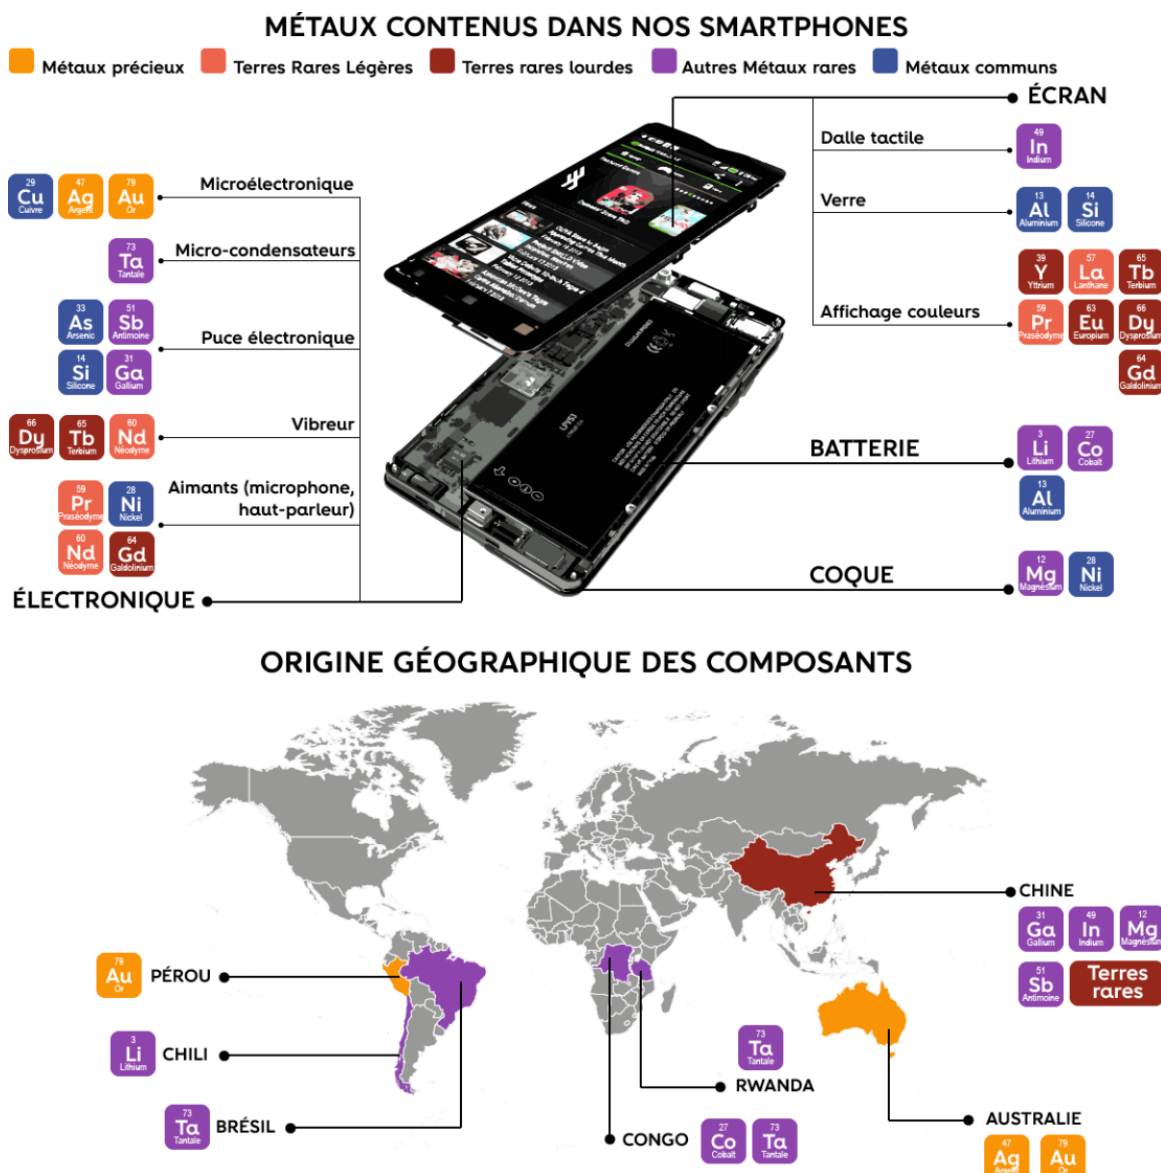 MÉTAUX CONTENUS DANS NOS SMARTPHONES
Métaux précieux
Terres Rares Légères
Terres rares lourdes
Autres Métaux rares
Métaux communs
ÉCRAN
Dalle tactile
49
In
Indium
Verre
13
Al
Aluminium
14
Si
Silicone
Affichage couleurs
39
Y
Yttrium
57
La
Lanthane
65
Tb
Terbium
59
Pr
Praséodyme
63
Eu
Europium
66
Dy
Dysprosium
64
Gd
Galdolinium
BATTERIE
3
Li
Lithium
27
Co
Cobalt
13
Al
Aluminium
COQUE
12
Mg
Magnésium
28
Ni
Nickel
Microélectronique
29
Cu
Cuivre
47
Ag
Argent
79
Au
Or
Micro-condensateurs
73
Ta
Tantale
Puce électronique
33
As
Arsenic
51
Sb
Antimoine
14
Si
Silicone
31
Ga
Gallium
Vibreur
66
Dy
Dysprosium
65
Tb
Terbium
60
Nd
Néodyme
Aimants (microphone,
haut-parleur)
59
Pr
Praséodyme
28
Ni
Nickel
60
Nd
Néodyme
64
Gd
Galdolinium
ÉLECTRONIQUE
ORIGINE GÉOGRAPHIQUE DES COMPOSANTS
CHINE
31
Ga
Gallium
49
In
Indium
12
Mg
Magnésium
51
Sb
Antimoine
Terres
rares
79
Au
Or
PÉROU
3
Li
Lithium
CHILI
73
Ta
Tantale
BRÉSIL
73
Ta
Tantale
RWANDA
CONGO
27
Co
Cobalt
73
Ta
Tantale
AUSTRALIE
47
Ag
Argent
79
Au
Or